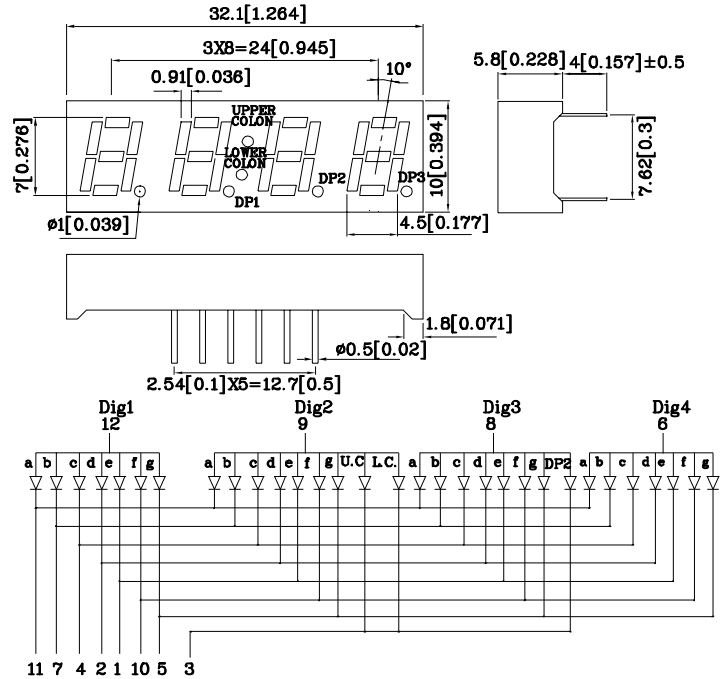 32.1[1.264]
3X8=24[0.945]
5.8[0.228] 4[0.157]±0.5
0.91[0.036] 10°
UPPER
COLON
LOWER
COLON
7[0.276]
10[0.394]
7.62[0.3]
DP1 DP2 DP3
ø1[0.039]
4.5[0.177]
1.8[0.071]
ø0.5[0.02]
2.54[0.1]X5=12.7[0.5]
Dig1 Dig2 Dig3 Dig4
12 9 8 6
a b c d e f g a b c d e f g U.C L.C. a b c d e f g DP2 a b c d e f g
11 7 4 2 1 10 5 3